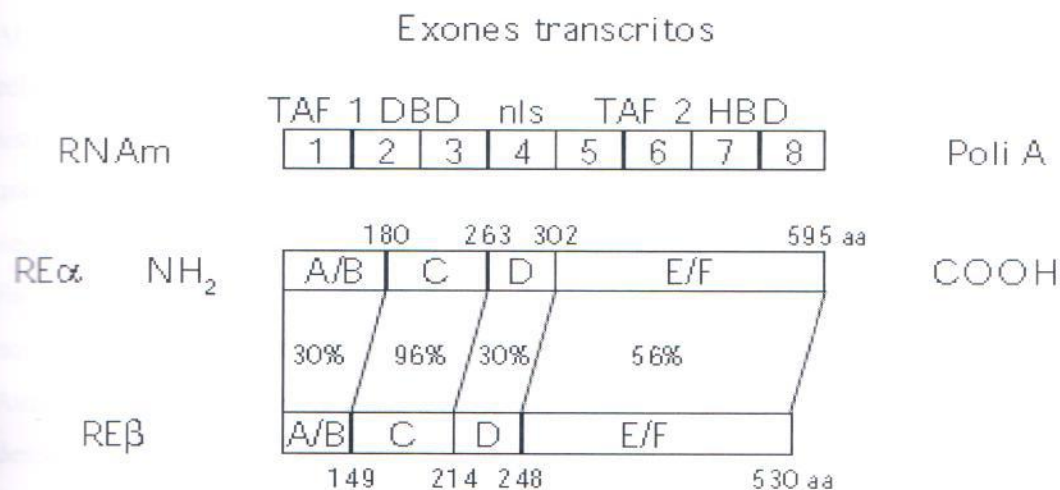 Exones transcritos
TAF 1 DBD nls TAF 2 HBD
RNAm 1 2 3 4 5 6 7 8 Poli A
180 263 302 595 aa
REα NH₂ A/B C D E/F COOH
30% 96% 30% 56%
REβ A/B C D E/F
149 214 248 530 aa